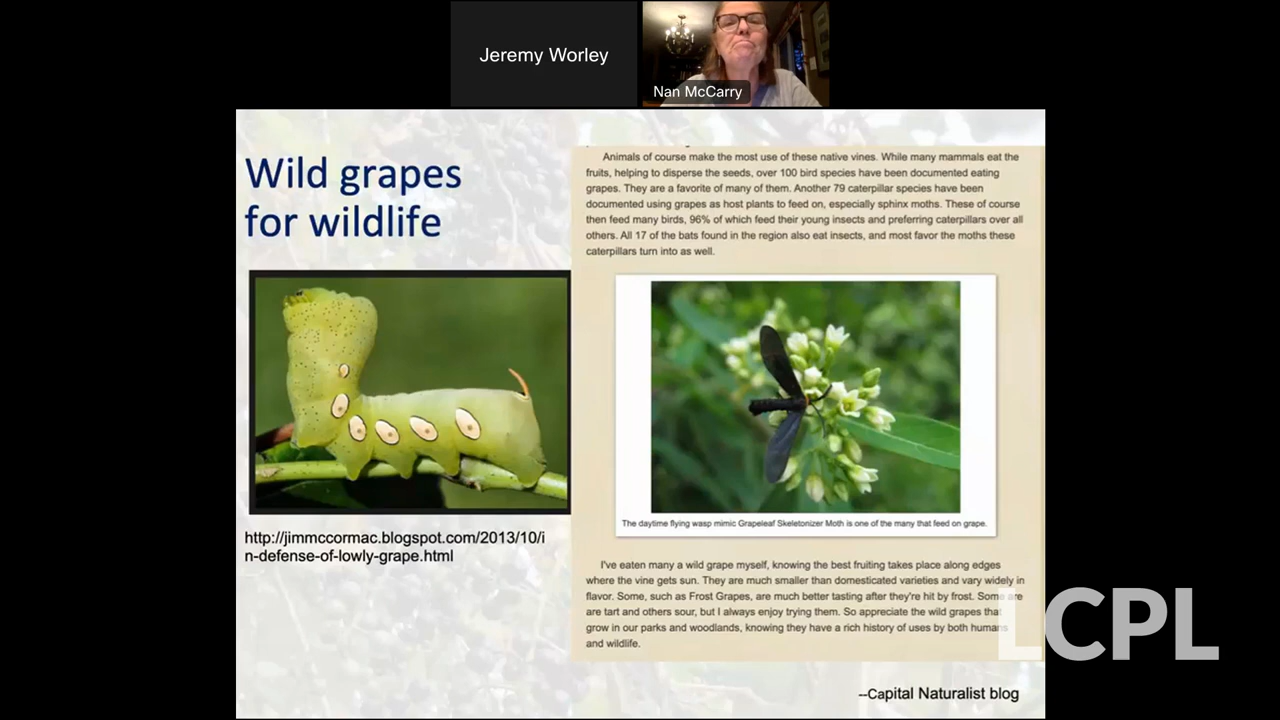 Jeremy Worley
Nan McCarry
Wild grapes
for wildlife
Animals of course make the most use of these native vines. While many mammals eat the
fruits, helping to disperse the seeds, over 100 bird species have been documented eating
grapes. They are a favorite of many of them. Another 79 caterpillar species have been
documented using grapes as host plants to feed on, especially sphinx moths. These of course
then feed many birds, 96% of which feed their young insects and preferring caterpillars over all
others. All 17 of the bats found in the region also eat insects, and most favor the moths these
caterpillars turn into as well.
The daytime flying wasp mimic Grapeleaf Skeletonizer Moth is one of the many that feed on grape.
http://jimmccormac.blogspot.com/2013/10/i
n-defense-of-lowly-grape.html
I've eaten many a wild grape myself, knowing the best fruiting takes place along edges
where the vine gets sun. They are much smaller than domesticated varieties and vary widely in
flavor. Some, such as Frost Grapes, are much better tasting after they're hit by frost. Some are
are tart and others sour, but I always enjoy trying them. So appreciate the wild grapes that
grow in our parks and woodlands, knowing they have a rich history of uses by both humans
and wildlife.
LCPL
--Capital Naturalist blog